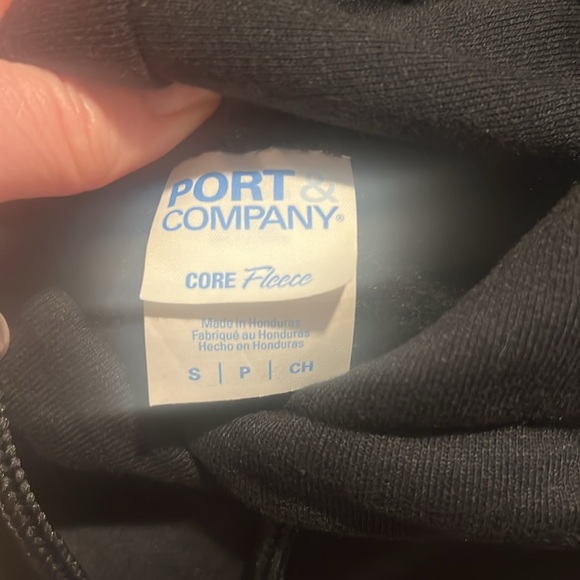 PORT &
COMPANY®
CORE Fleece
Made in Honduras
Fabriqué au Honduras
Hecho en Honduras
S | P | CH